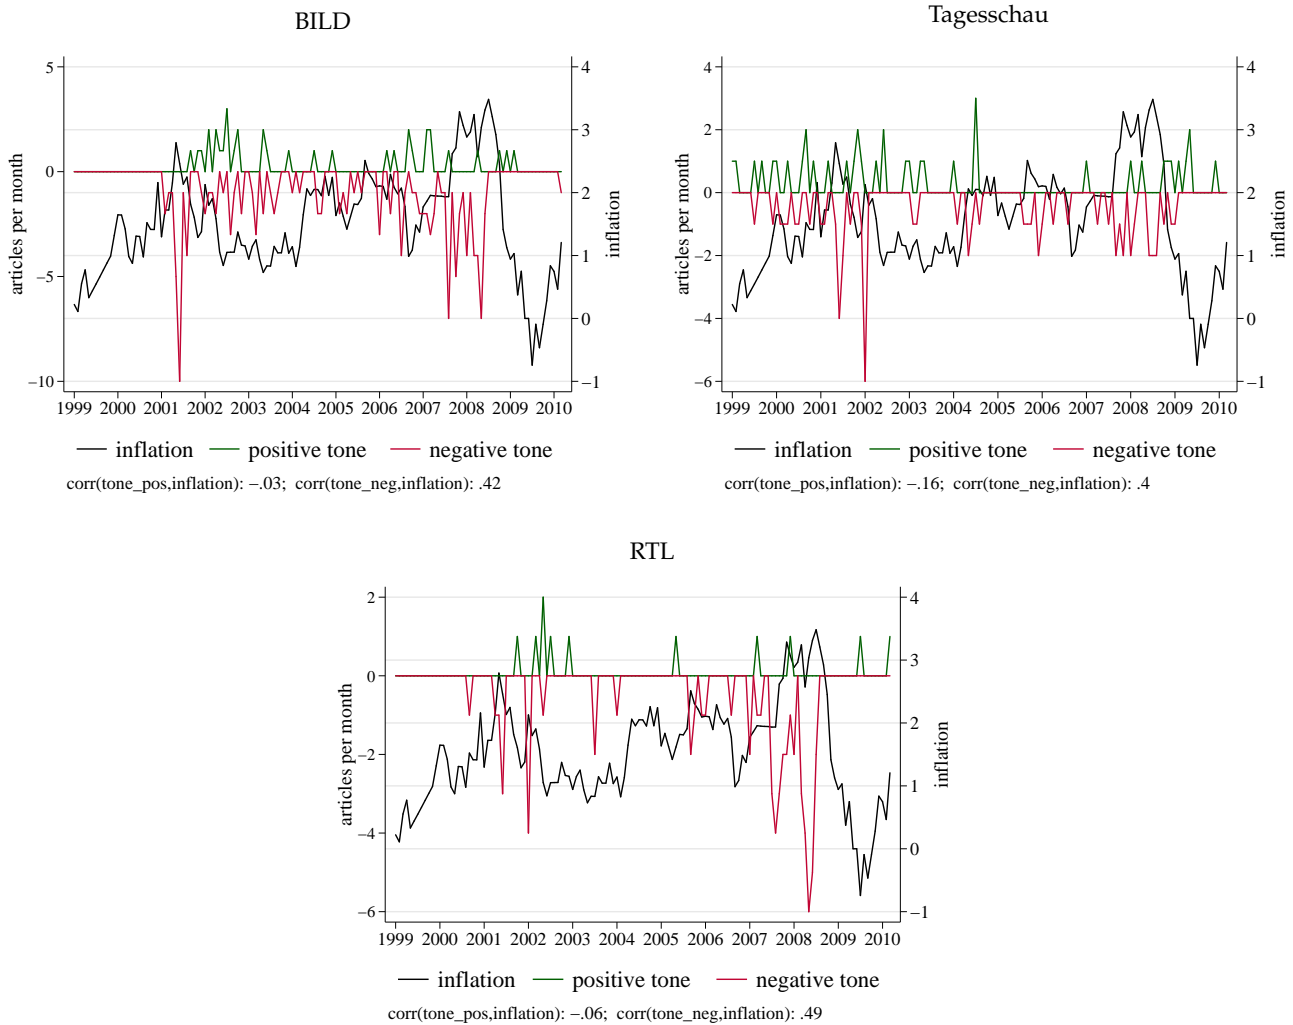 BILD
5
0
−5
−10
articles per month
4
3
2
1
0
−1
inflation
1999 2000 2001 2002 2003 2004 2005 2006 2007 2008 2009 2010
inflation positive tone negative tone
corr(tone_pos,inflation): −.03; corr(tone_neg,inflation): .42
Tagesschau
4
2
0
−2
−4
−6
articles per month
4
3
2
1
0
−1
inflation
1999 2000 2001 2002 2003 2004 2005 2006 2007 2008 2009 2010
inflation positive tone negative tone
corr(tone_pos,inflation): −.16; corr(tone_neg,inflation): .4
RTL
2
0
−2
−4
−6
articles per month
4
3
2
1
0
−1
inflation
1999 2000 2001 2002 2003 2004 2005 2006 2007 2008 2009 2010
inflation positive tone negative tone
corr(tone_pos,inflation): −.06; corr(tone_neg,inflation): .49